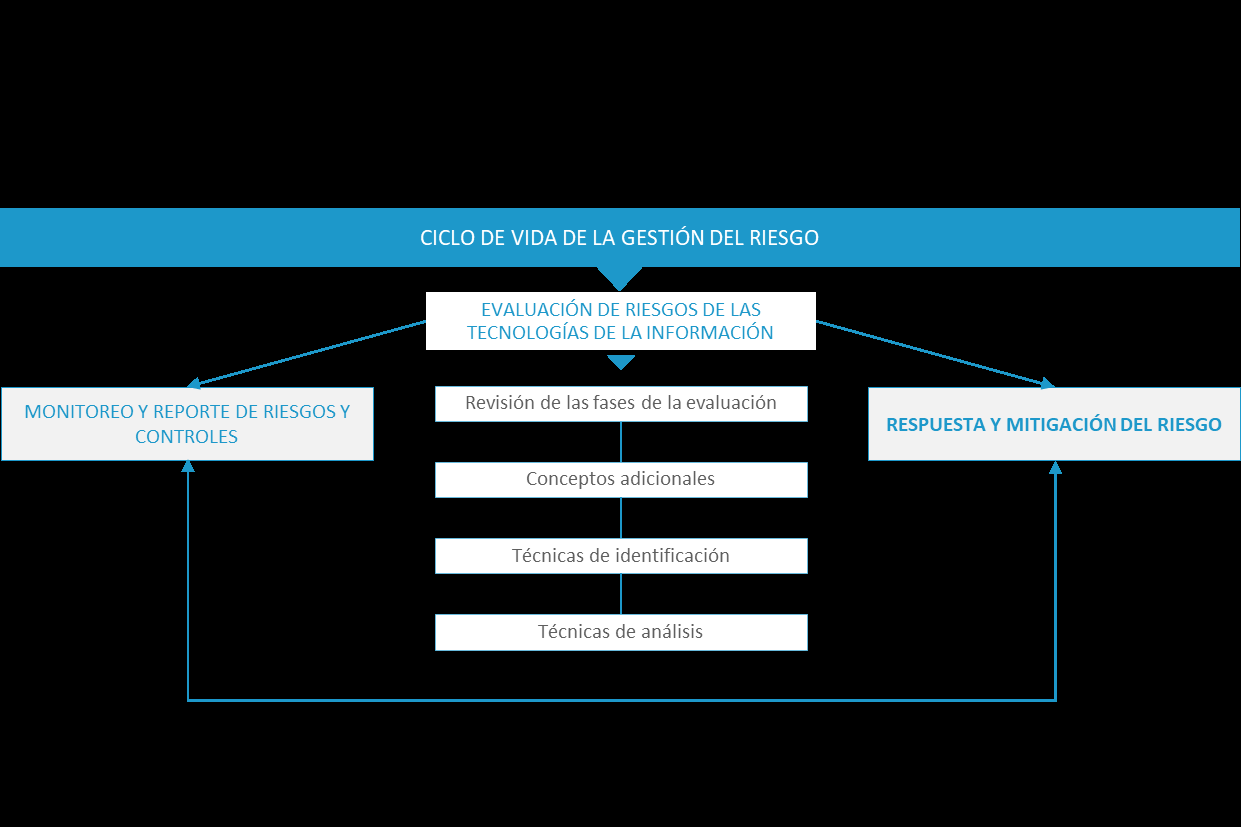 CICLO DE VIDA DE LA GESTIÓN DEL RIESGO
EVALUACIÓN DE RIESGOS DE LAS
TECNOLOGÍAS DE LA INFORMACIÓN
MONITOREO Y REPORTE DE RIESGOS Y
CONTROLES
Revisión de las fases de la evaluación
RESPUESTA Y MITIGACIÓN DEL RIESGO
Conceptos adicionales
Técnicas de identificación
Técnicas de análisis